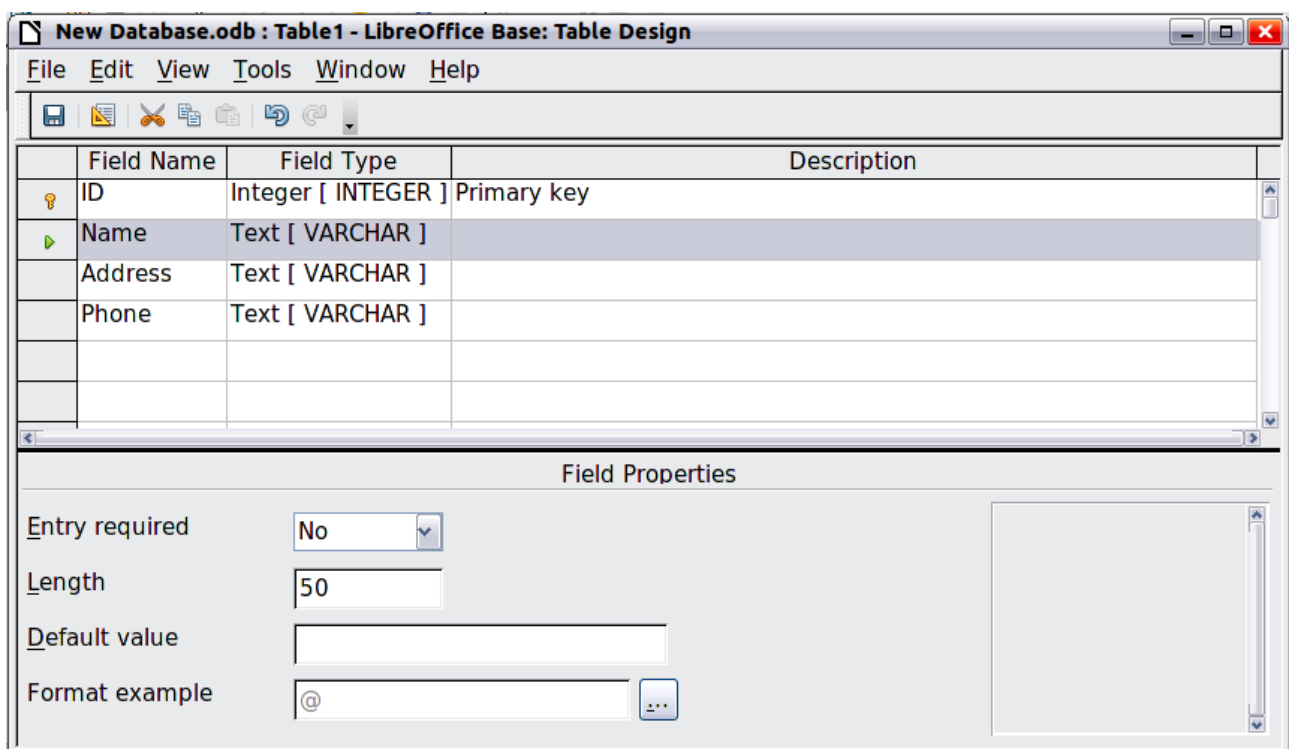 New Database.odb : Table1 - LibreOffice Base: Table Design
File Edit View Tools Window Help
Field Name Field Type Description
ID Integer [ INTEGER ] Primary key
Name Text [ VARCHAR ]
Address Text [ VARCHAR ]
Phone Text [ VARCHAR ]
Field Properties
Entry required No
Length 50
Default value
Format example @ ...